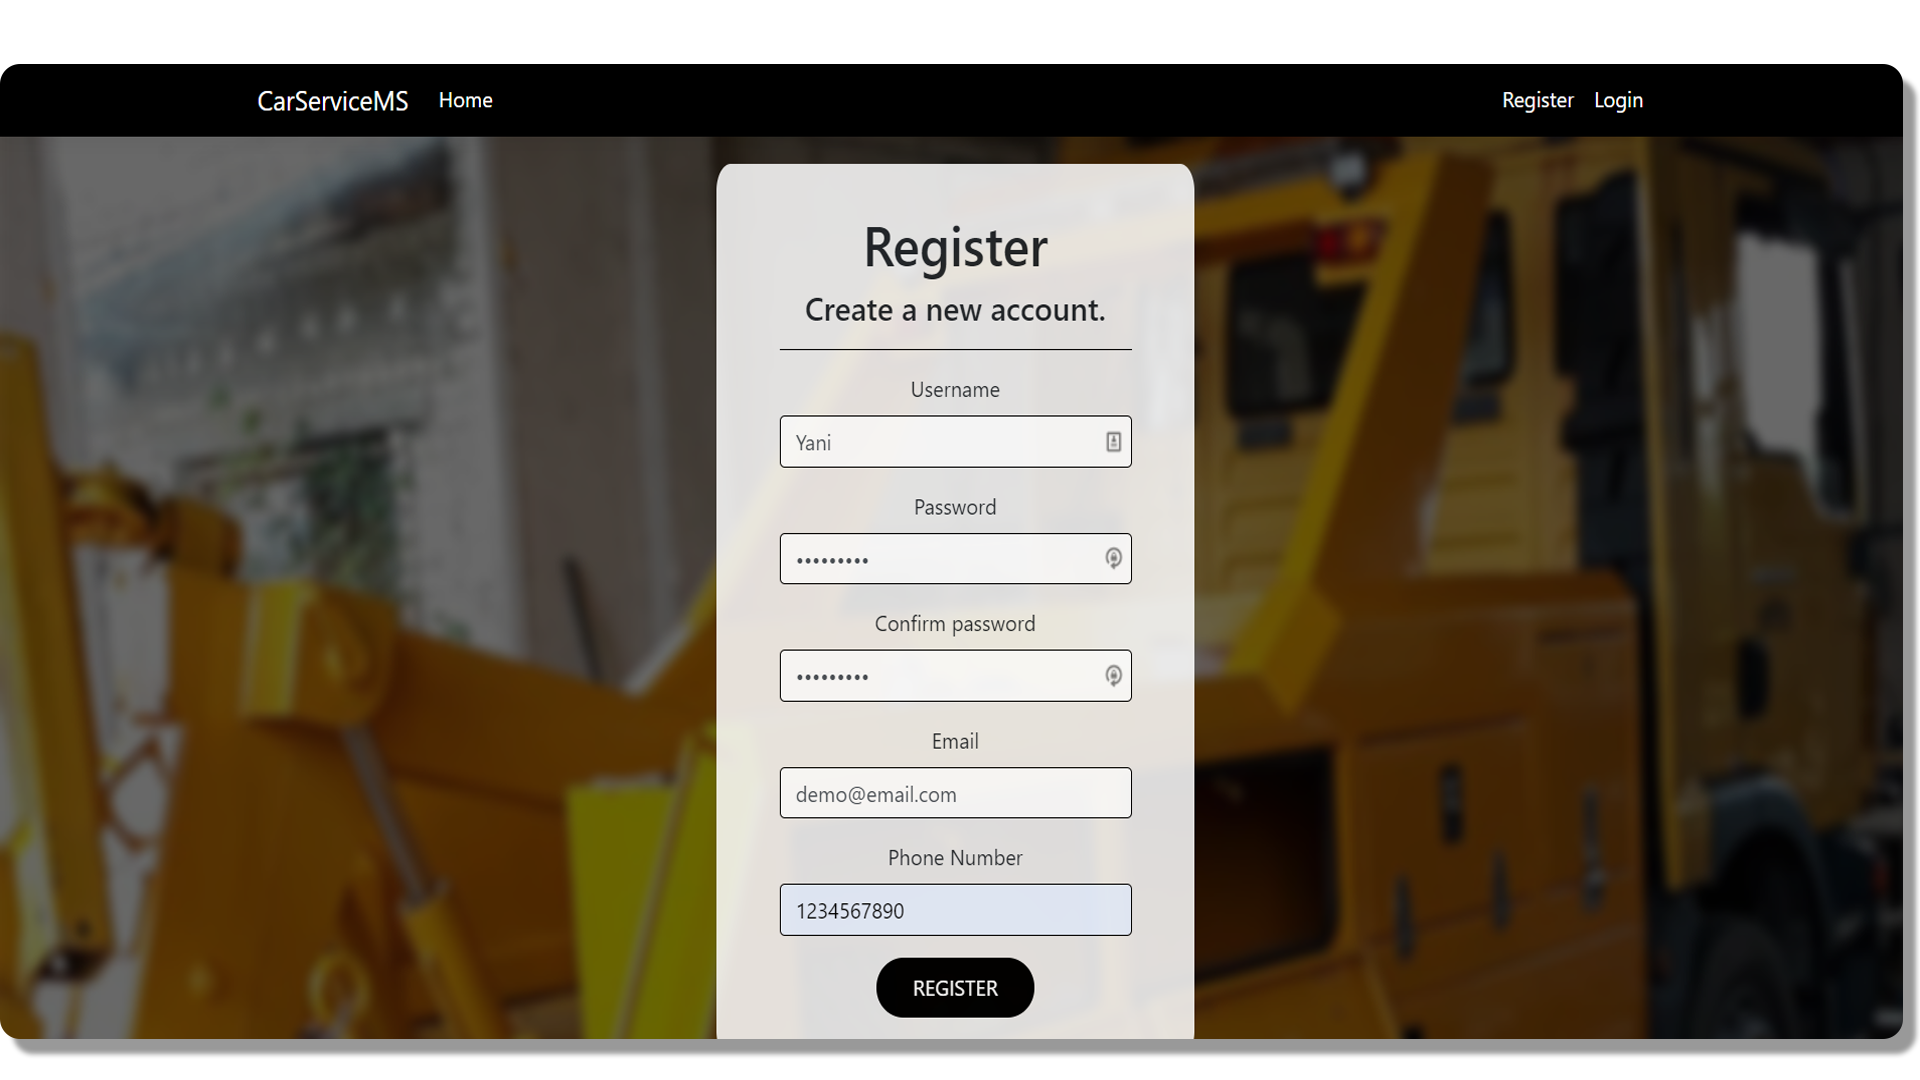 CarServiceMS Home Register Login
Register
Create a new account.
Username
Yani
Password
•••••••••
Confirm password
•••••••••
Email
demo@email.com
Phone Number
1234567890
REGISTER